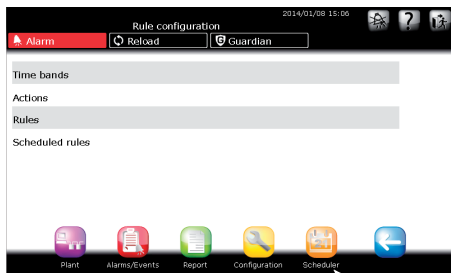 2014/01/08 15:06
Rule configuration
?
Alarm
Reload
G Guardian
Time bands
Actions
Rules
Scheduled rules
Plant
Alarms/Events
Report
Configuration
Scheduler